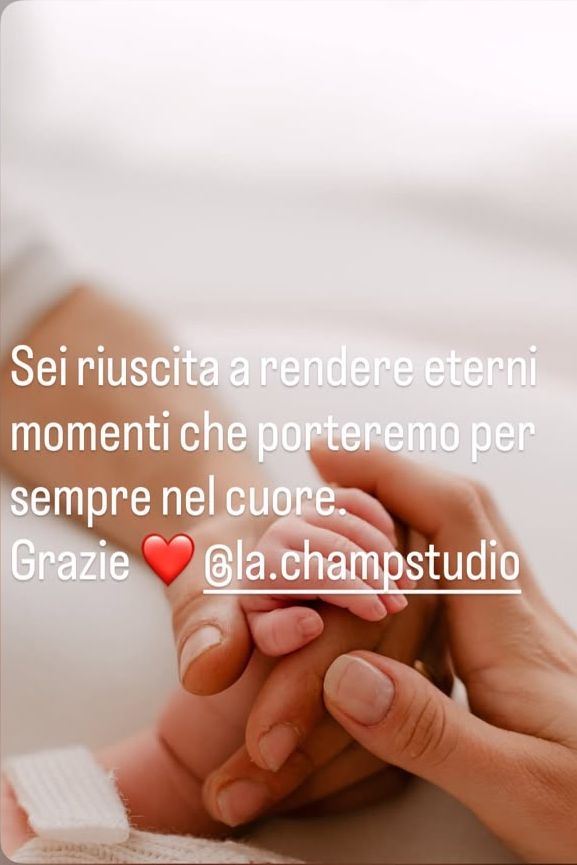 Sei riuscita a rendere eterni
momenti che porteremo per
sempre nel cuore.
Grazie ❤️ @la.champstudio